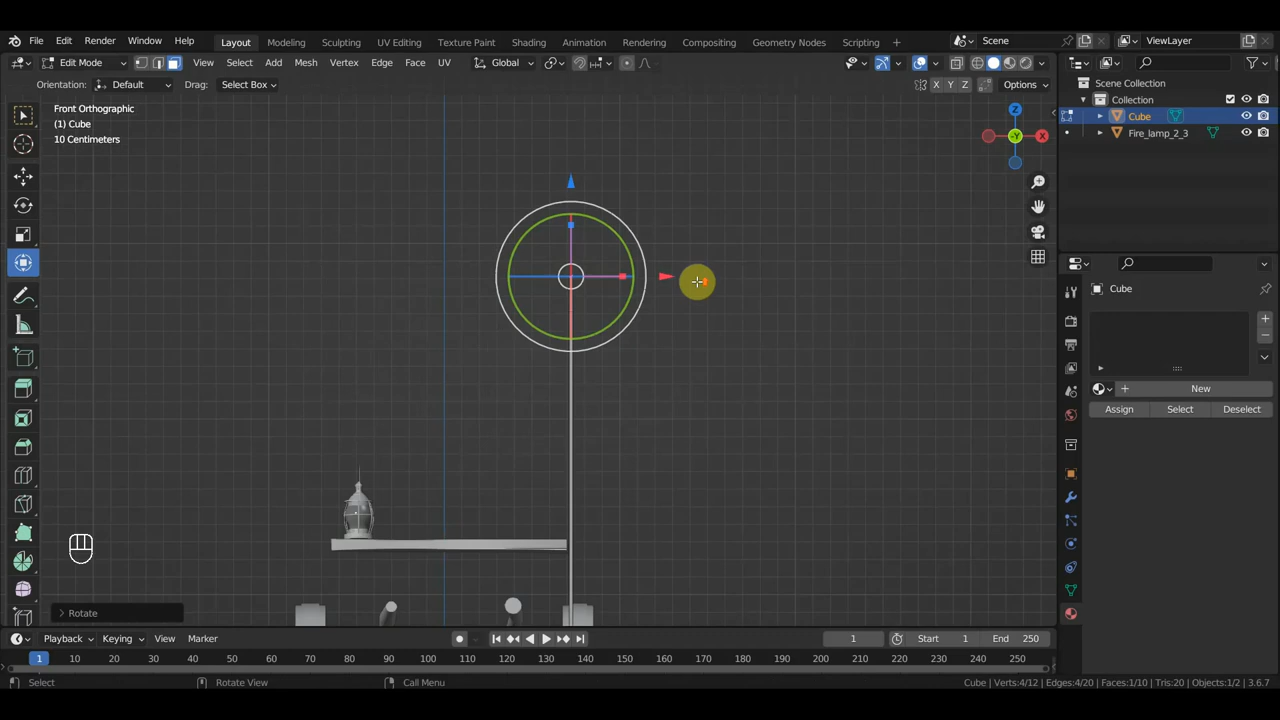 File Edit Render Window Help Layout Modeling Sculpting UV Editing Texture Paint Shading Animation Rendering Compositing Geometry Nodes Scripting + Scene ViewLayer
Edit Mode View Select Add Mesh Vertex Edge Face UV Global
Orientation: Default Drag: Select Box X Y Z Options
Front Orthographic
(1) Cube
10 Centimeters
Z
-Y
X
Rotate
Scene Collection
Collection
Cube
Fire_lamp_2_3
Cube
+
−
+ New
Assign Select Deselect
Playback Keying View Marker 1 Start 1 End 250
1 10 20 30 40 50 60 70 80 90 100 110 120 130 140 150 160 170 180 190 200 210 220 230 240 250
Select Rotate View Call Menu Cube | Verts:4/12 | Edges:4/20 | Faces:1/10 | Tris:20 | Objects:1/2 | 3.6.7